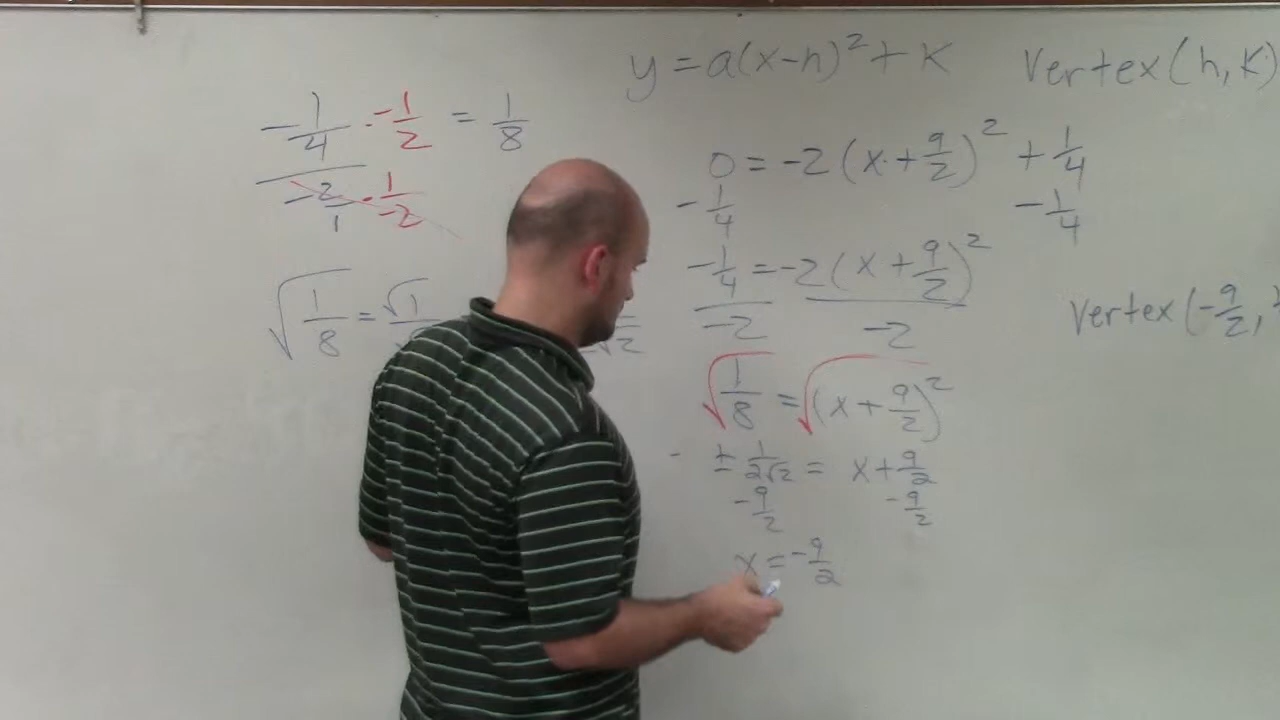 y = a(x-h)² + k Vertex (h, k)
-1/4 · -1/2 = 1/8
-2/1 · 1/-2
0 = -2(x + 9/2)² + 1/4
-1/4 -1/4
-1/4 = -2(x + 9/2)²
-2 -2
Vertex (-9/2,
√1/8 = √1 √2
√1/8 = √(x + 9/2)²
- ± 1/2√2 = x + 9/2
-9/2 -9/2
x = -9/2